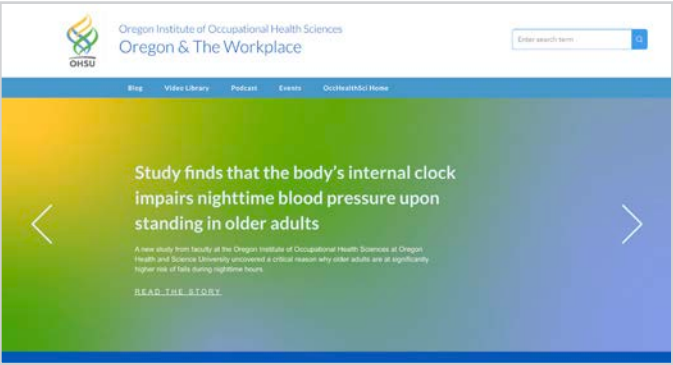 Oregon Institute of Occupational Health Sciences
Oregon & The Workplace
OHSU
Enter search term
Blog Video Library Podcast Events OccHealthSci Home
Study finds that the body's internal clock
impairs nighttime blood pressure upon
standing in older adults
A new study from faculty at the Oregon Institute of Occupational Health Sciences at Oregon
Health and Science University uncovered a critical reason why older adults are at significantly
higher risk of falls during nighttime hours.
READ THE STORY